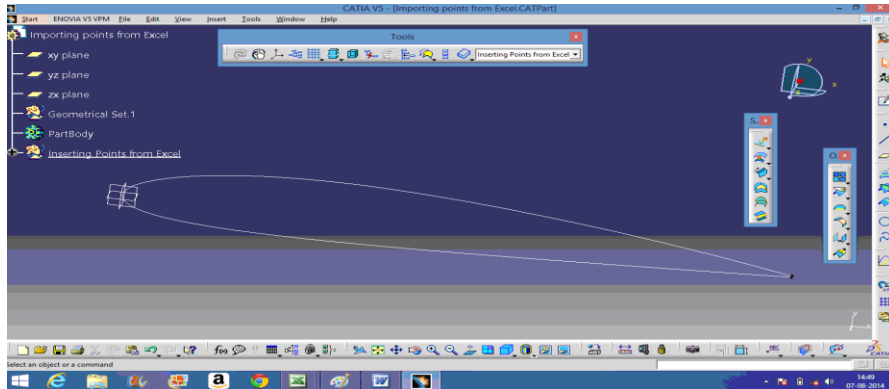 CATIA V5 - [Importing points from Excel.CATPart]
Start ENOVIA V5 VPM File Edit View Insert Tools Window Help
Importing points from Excel
Tools
Inserting Points from Excel
xy plane
yz plane
zx plane
Geometrical Set.1
PartBody
Inserting Points from Excel
y
x
S...
O...
Select an object or a command
14:49
07-08-2014